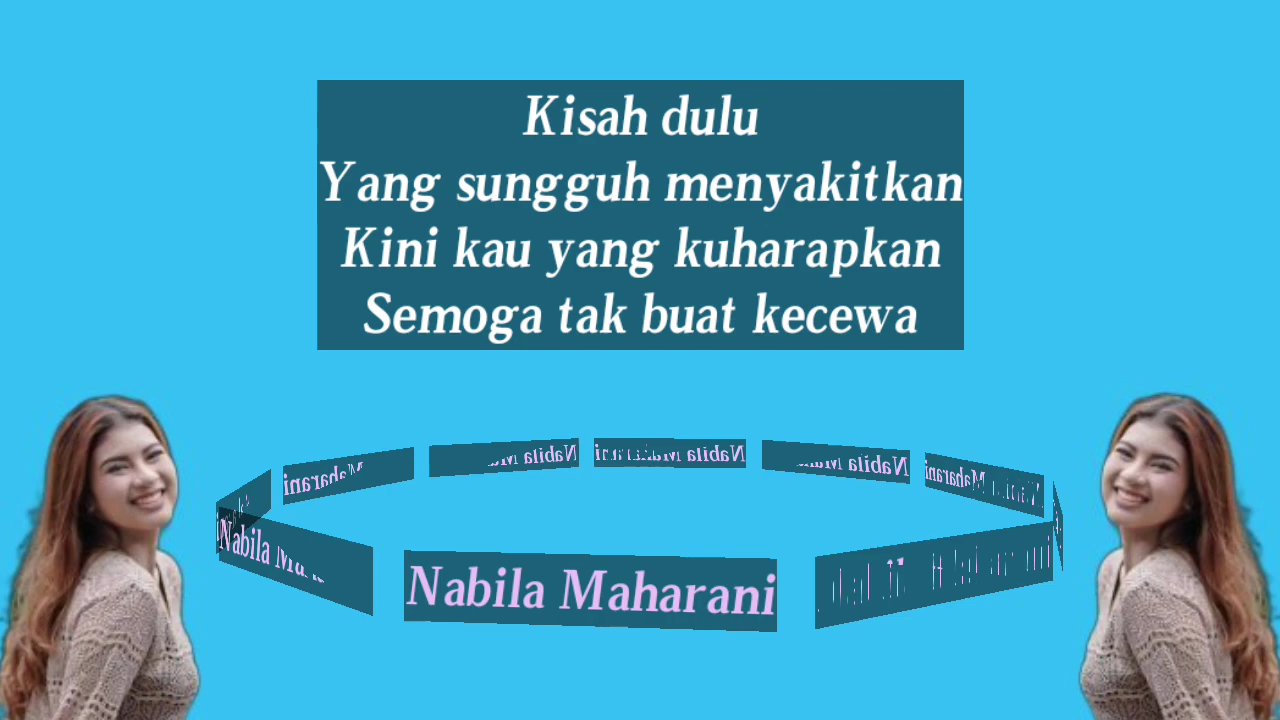 Kisah dulu
Yang sungguh menyakitkan
Kini kau yang kuharapkan
Semoga tak buat kecewa
Nabila Maharani